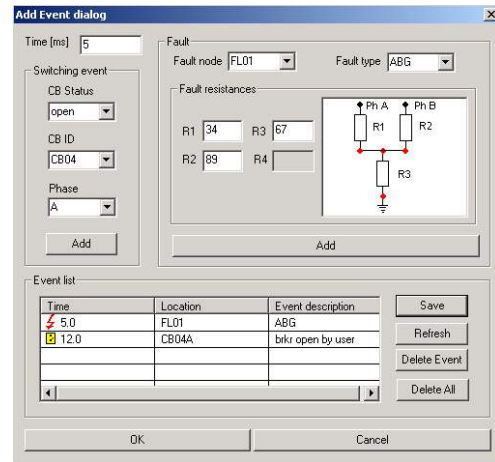 Add Event dialog
Time [ms] 5
Switching event
CB Status
open
CB ID
CB04
Phase
A
Add
Fault
Fault node FL01 Fault type ABG
Fault resistances
R1 34 R3 67
R2 89 R4
Ph A Ph B
R1 R2
R3
Add
Event list
Time Location Event description
5.0 FL01 ABG
12.0 CB04A brkr open by user
Save
Refresh
Delete Event
Delete All
OK Cancel